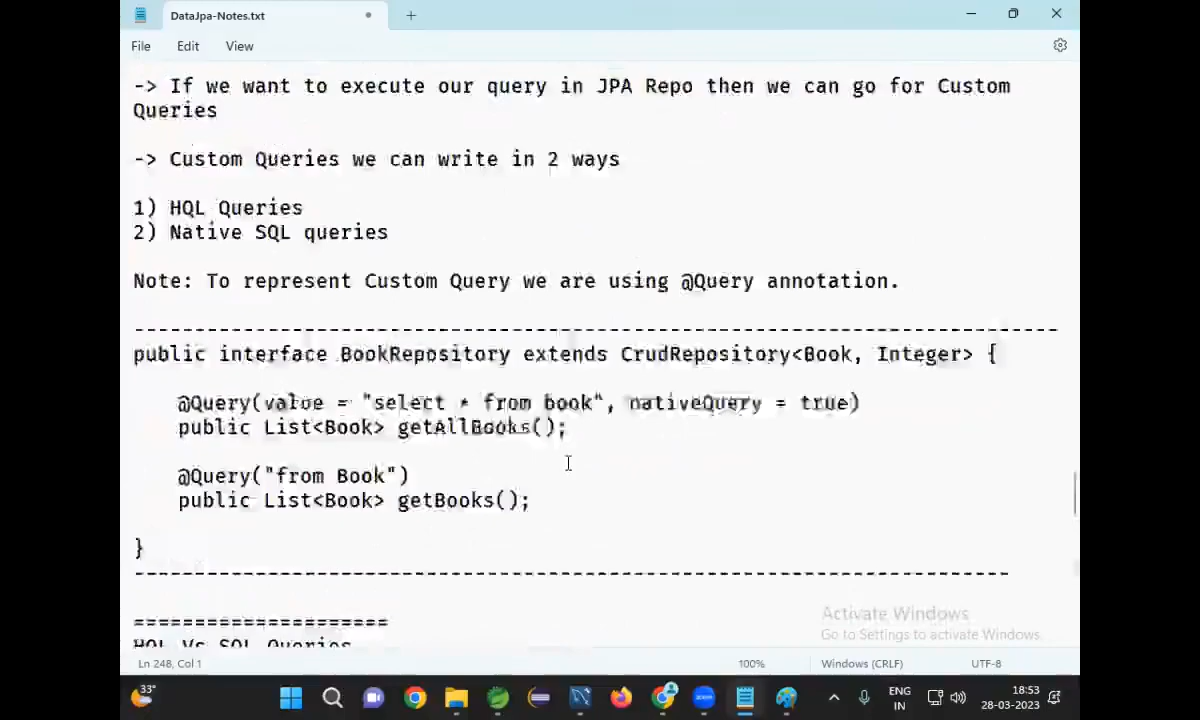 DataJpa-Notes.txt
File Edit View
-> If we want to execute our query in JPA Repo then we can go for Custom
Queries
-> Custom Queries we can write in 2 ways
1) HQL Queries
2) Native SQL queries
Note: To represent Custom Query we are using @Query annotation.
--------------------------------------------------------------------------
public interface BookRepository extends CrudRepository<Book, Integer> {
@Query(value = "select * from book", nativeQuery = true)
public List<Book> getAllBooks();
@Query("from Book")
public List<Book> getBooks();
}
----------------------------------------------------------------------
=====================
HQL Vs SQL Queries
Activate Windows
Go to Settings to activate Windows.
Ln 248, Col 1 100% Windows (CRLF) UTF-8
33°
ENG
IN
18:53
28-03-2023